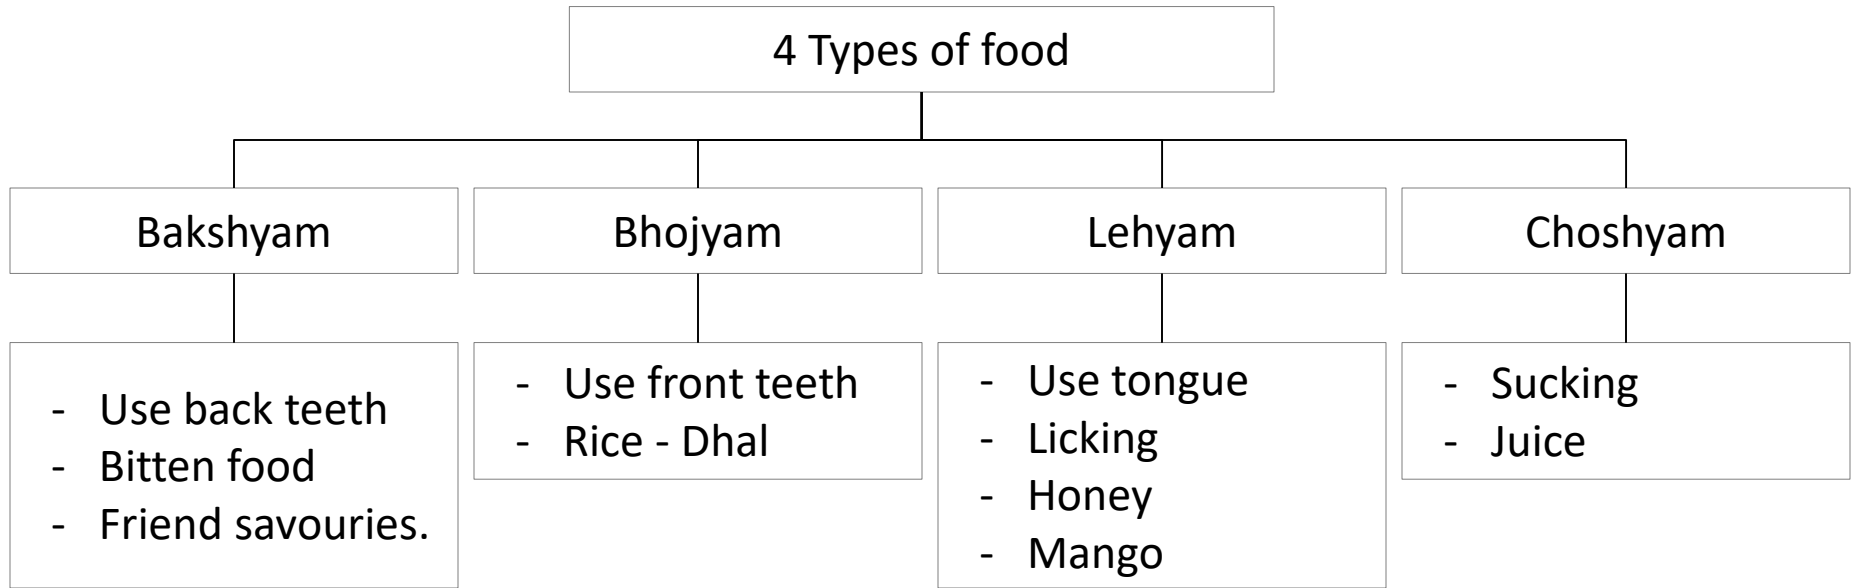 4 Types of food
Bakshyam
Bhojyam
Lehyam
Choshyam
- Use back teeth
- Bitten food
- Friend savouries.
- Use front teeth
- Rice - Dhal
- Use tongue
- Licking
- Honey
- Mango
- Sucking
- Juice